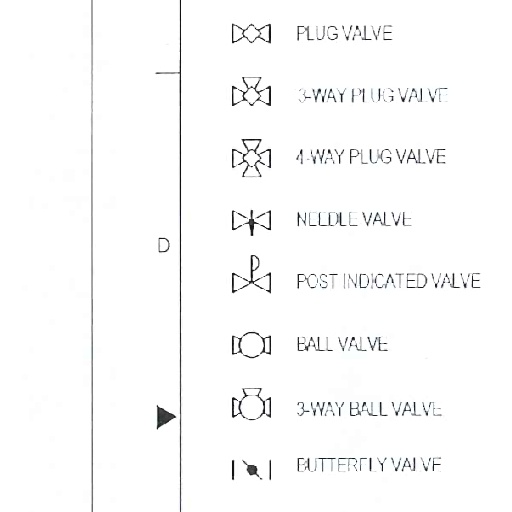 PLUG VALVE
3-WAY PLUG VALVE
4-WAY PLUG VALVE
NEEDLE VALVE
D
POST INDICATED VALVE
BALL VALVE
3-WAY BALL VALVE
BUTTERFLY VALVE